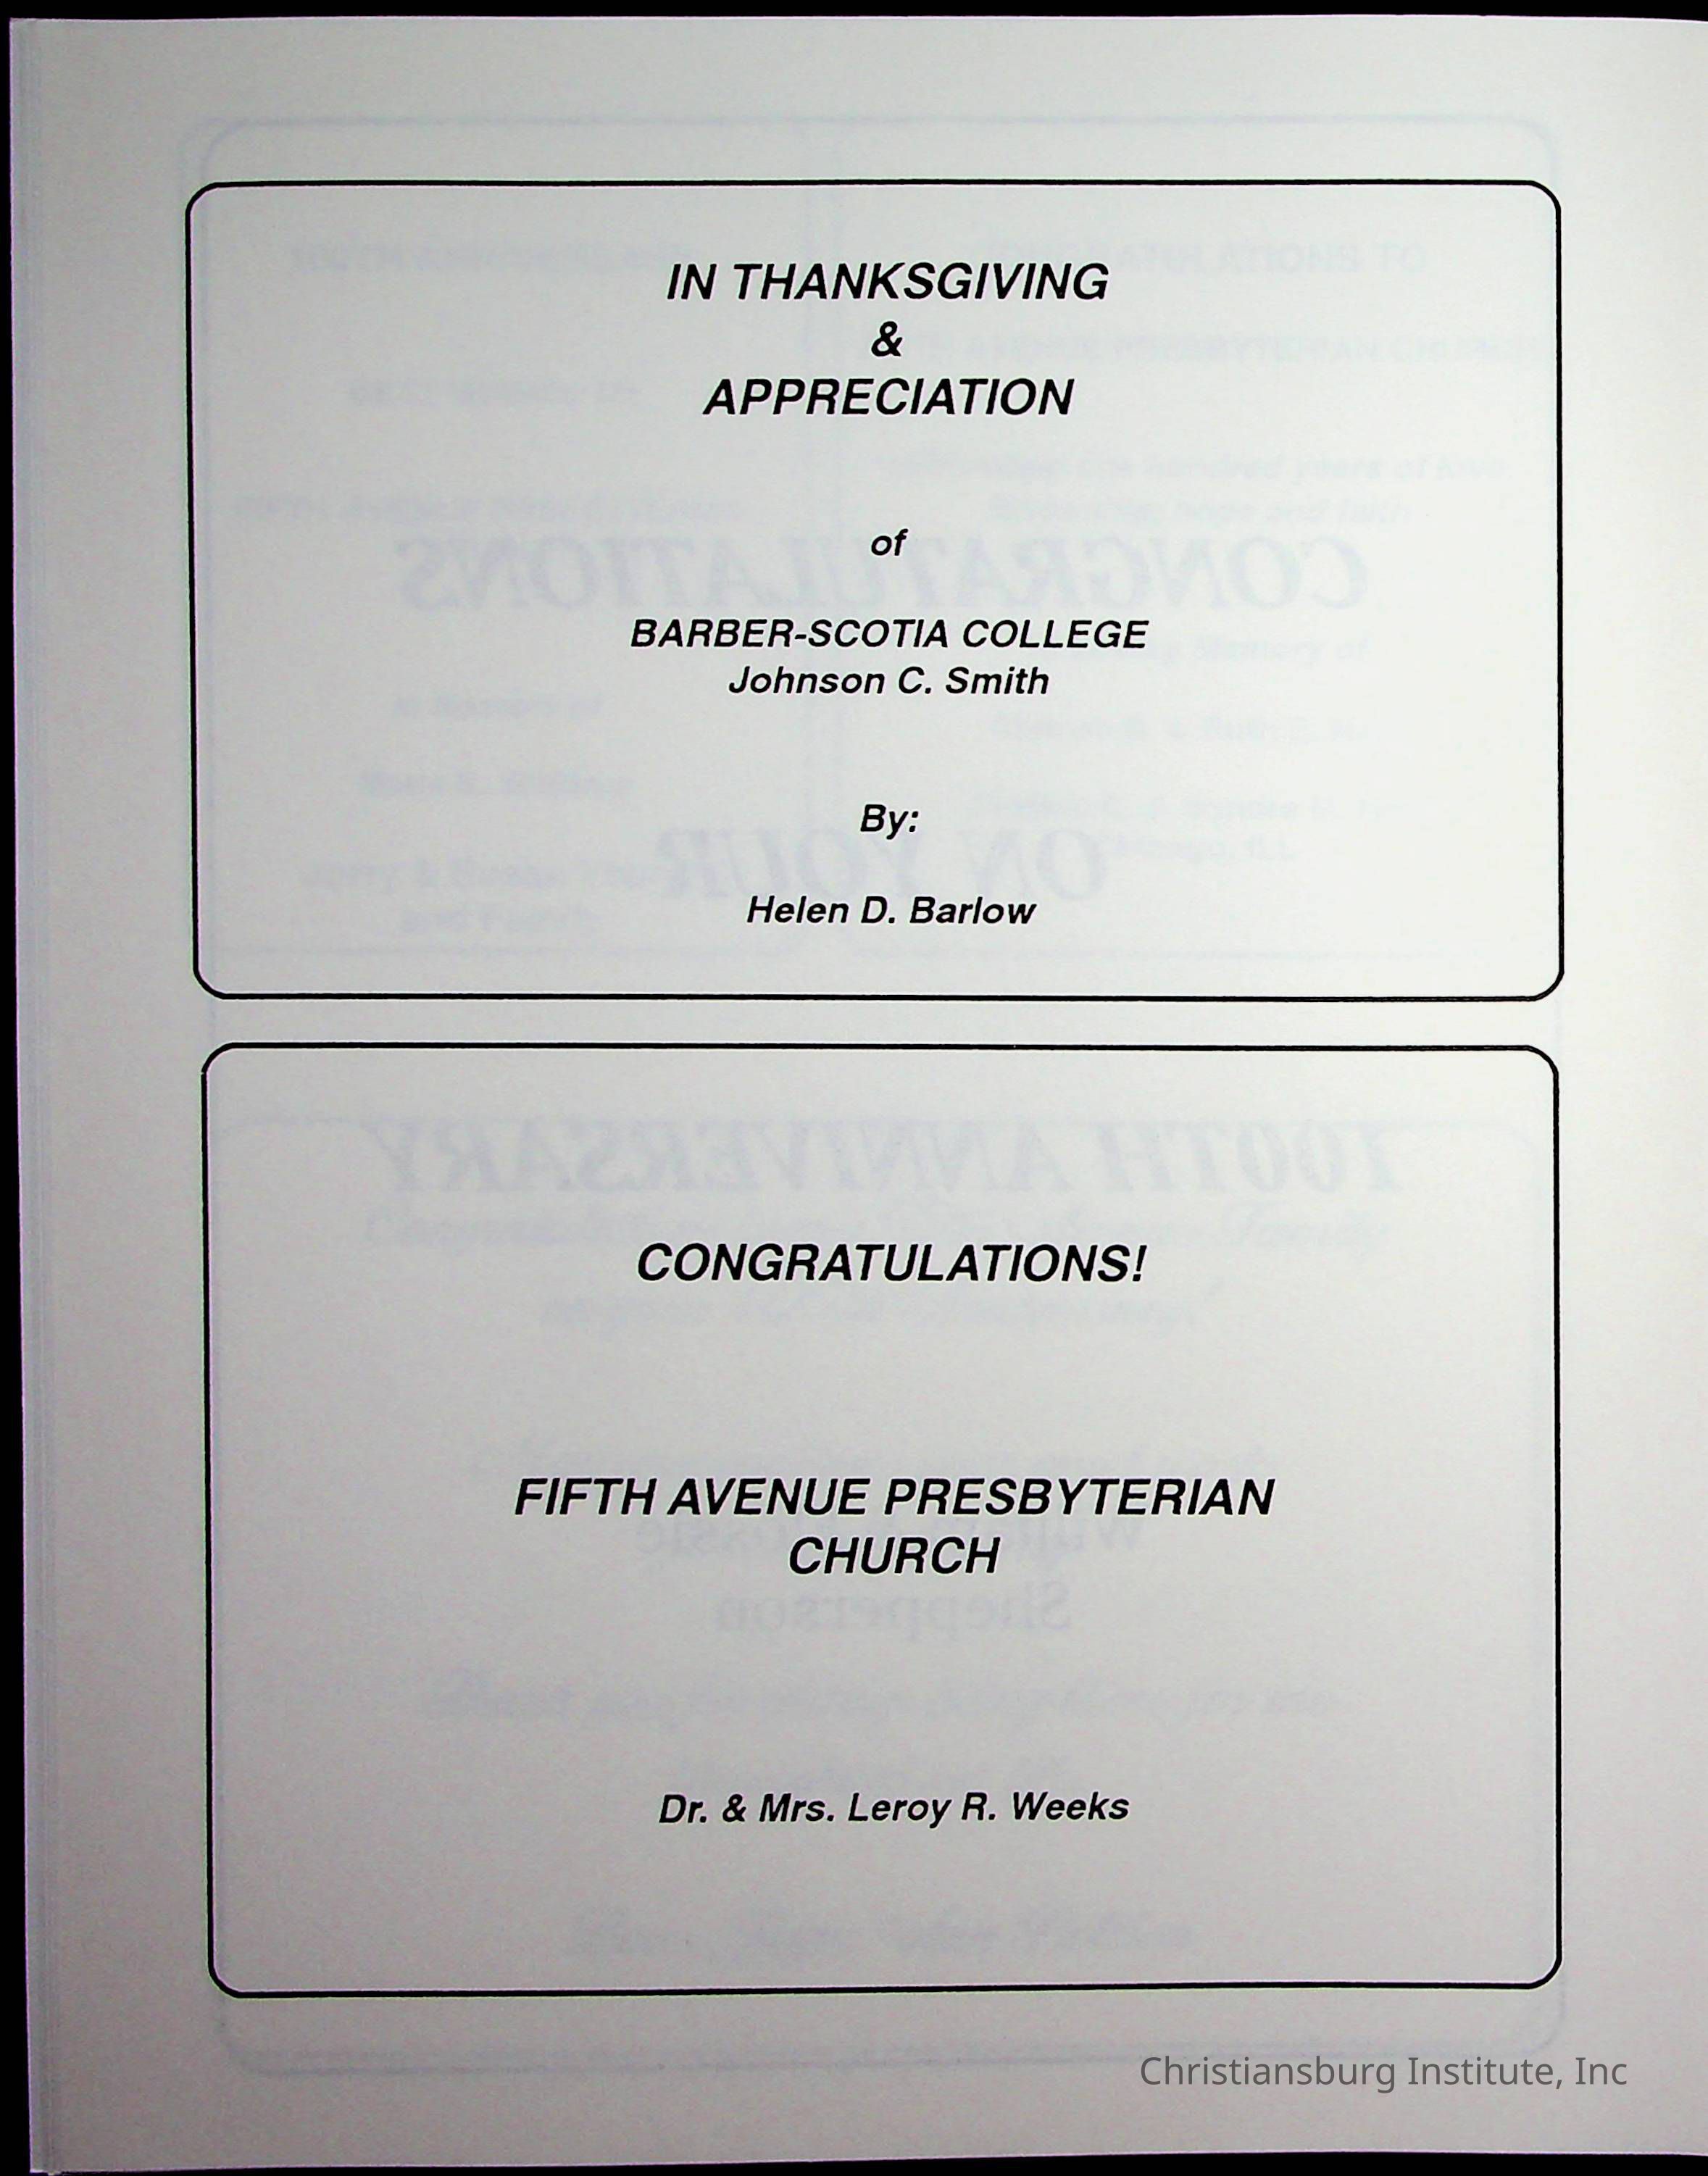 IN THANKSGIVING
&
APPRECIATION
of
BARBER-SCOTIA COLLEGE
Johnson C. Smith
By:
Helen D. Barlow
CONGRATULATIONS!
FIFTH AVENUE PRESBYTERIAN
CHURCH
Dr. & Mrs. Leroy R. Weeks
Christiansburg Institute, Inc